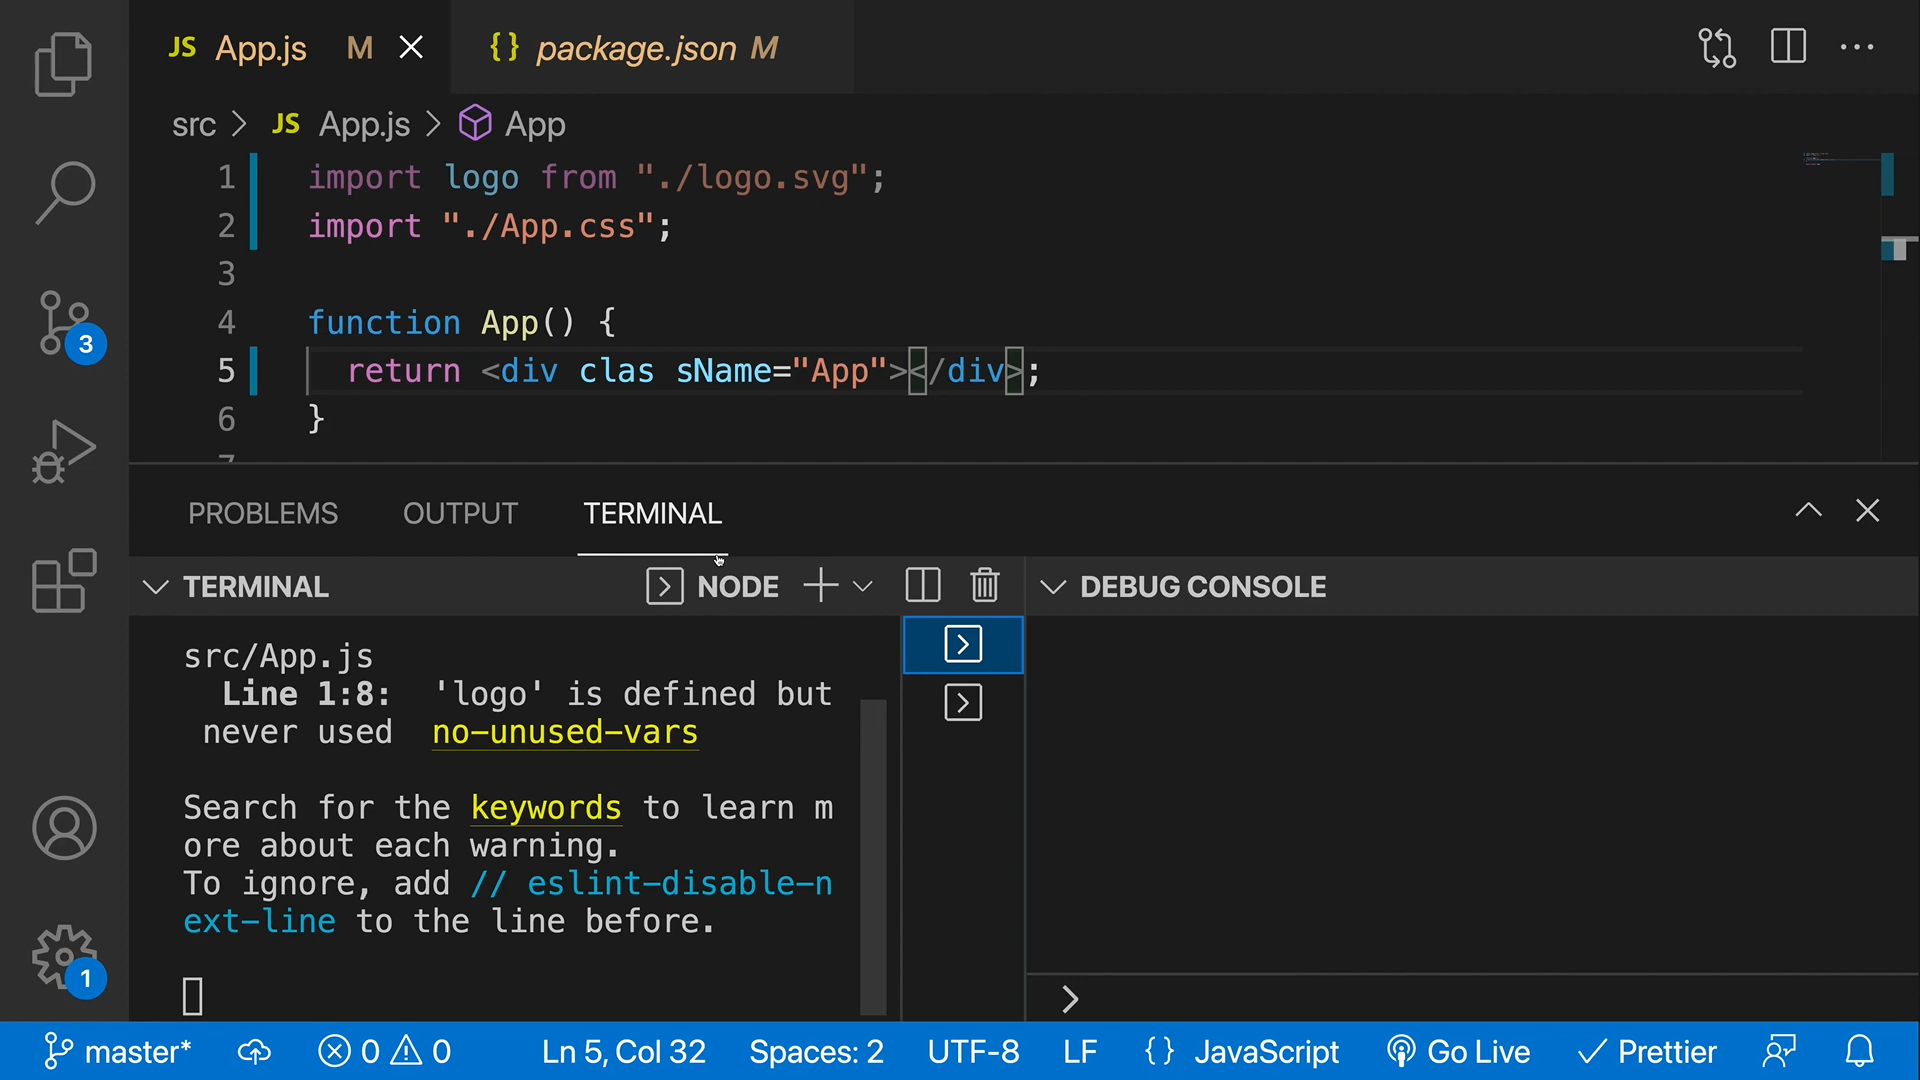 JS App.js M
{} package.json M
src > JS App.js > App
1 import logo from "./logo.svg";
2 import "./App.css";
3
4 function App() {
5 return <div clas sName="App"></div>;
6 }
PROBLEMS OUTPUT TERMINAL
TERMINAL NODE
DEBUG CONSOLE
src/App.js
Line 1:8: 'logo' is defined but
never used no-unused-vars
Search for the keywords to learn m
ore about each warning.
To ignore, add // eslint-disable-n
ext-line to the line before.
3
1
master* 0 0 Ln 5, Col 32 Spaces: 2 UTF-8 LF {} JavaScript Go Live Prettier